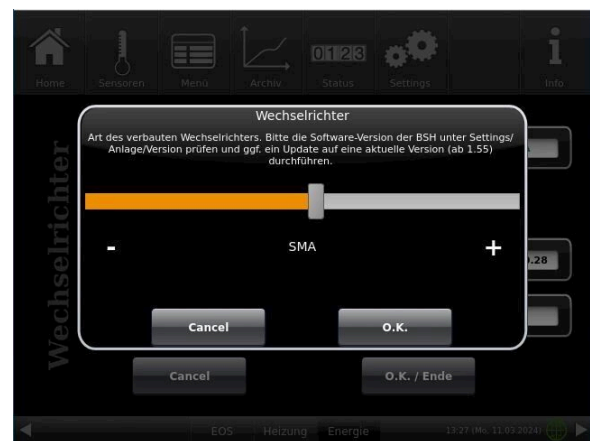 Home Sensoren Menü Archiv 0123 Status Settings i Info
Wechselrichter
Art des verbauten Wechselrichters. Bitte die Software-Version der BSH unter Settings/
Anlage/Version prüfen und ggf. ein Update auf eine aktuelle Version (ab 1.55)
durchführen.
Wechselrichter
- SMA +
.28
Cancel O.K.
Cancel O.K. / Ende
EOS Heizung Energie 13:27 (Mo, 11.03.2024)